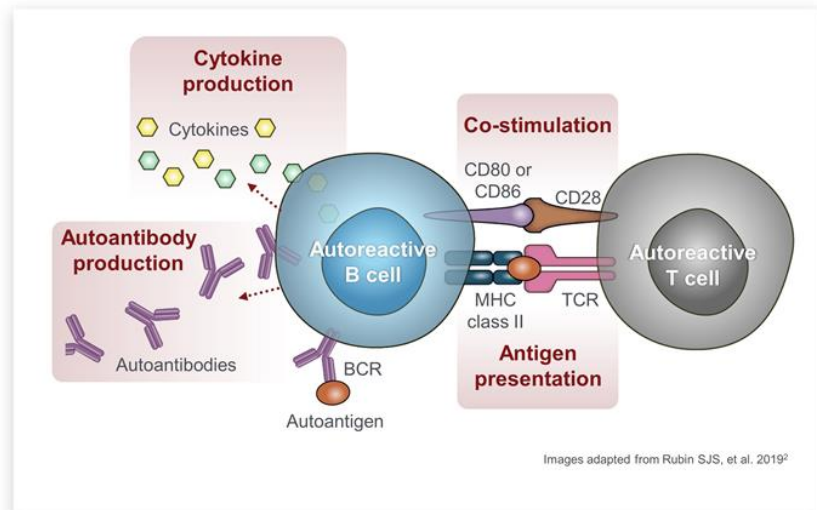 Cytokine
production
Cytokines
Autoantibody
production
Autoantibodies
Autoreactive
B cell
BCR
Autoantigen
Co-stimulation
CD80 or
CD86
CD28
MHC
class II
TCR
Antigen
presentation
Autoreactive
T cell
Images adapted from Rubin SJS, et al. 2019²